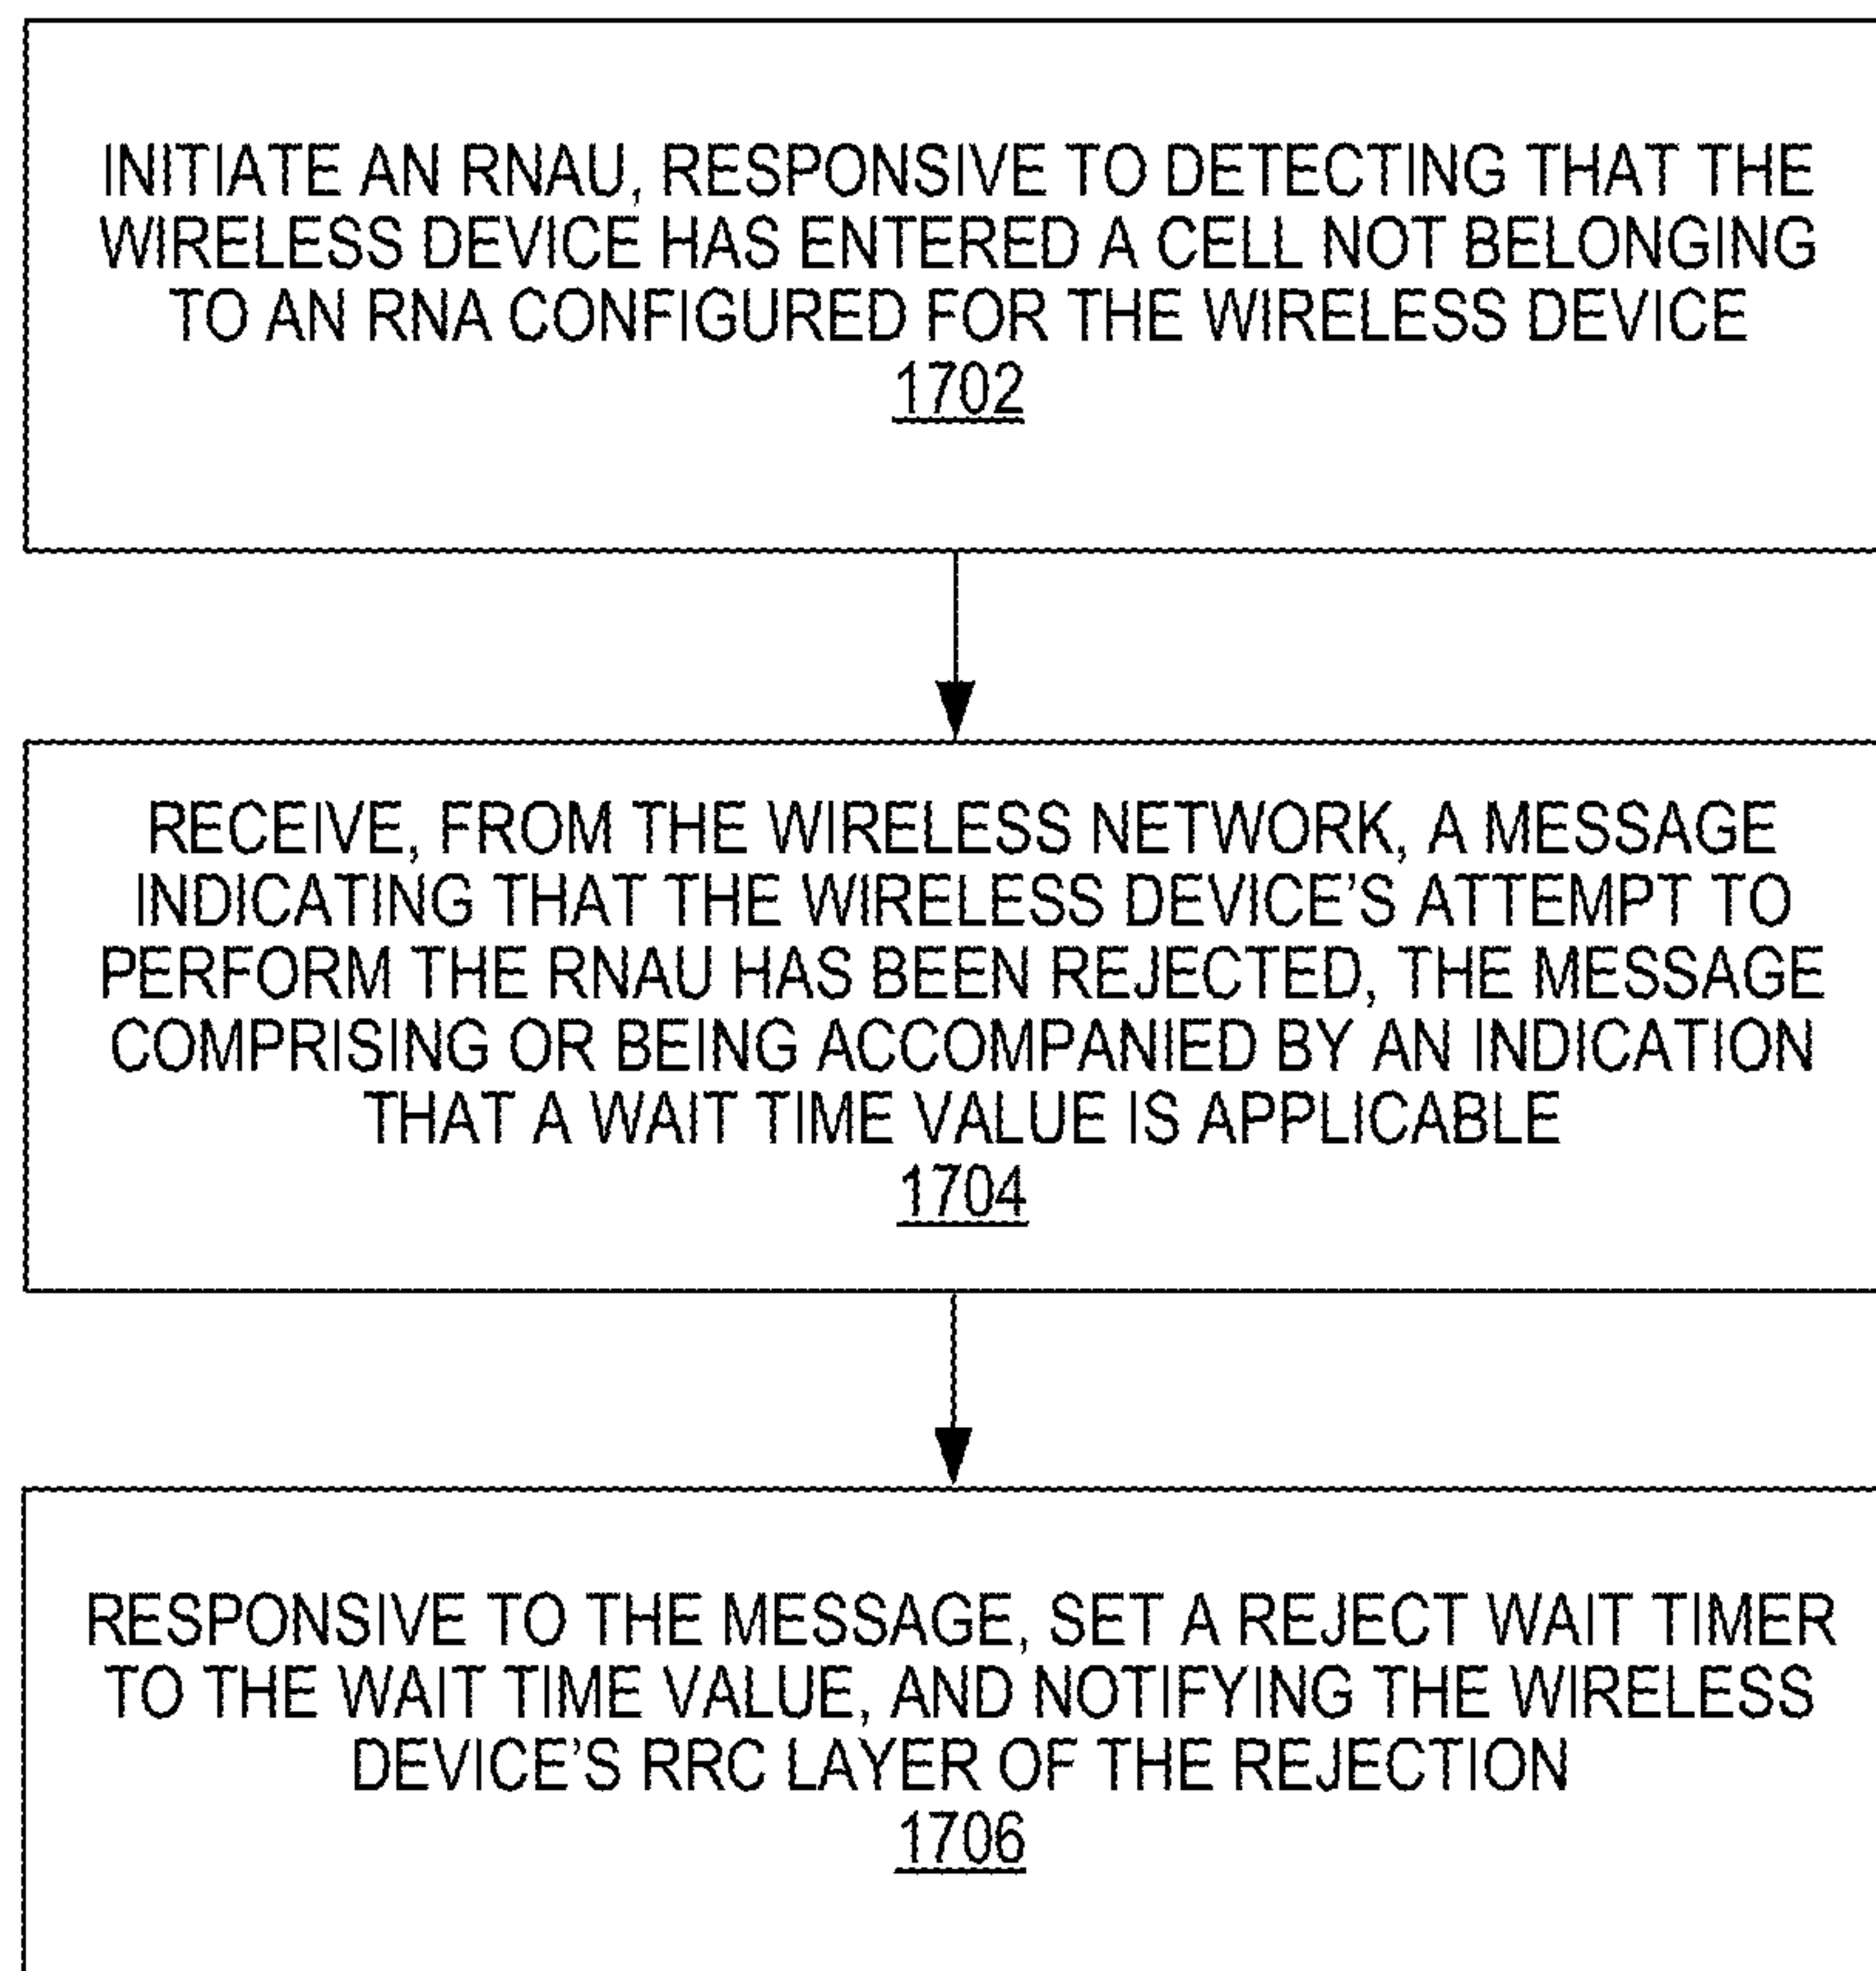 INITIATE AN RNAU, RESPONSIVE TO DETECTING THAT THE
WIRELESS DEVICE HAS ENTERED A CELL NOT BELONGING
TO AN RNA CONFIGURED FOR THE WIRELESS DEVICE
1702
RECEIVE, FROM THE WIRELESS NETWORK, A MESSAGE
INDICATING THAT THE WIRELESS DEVICE'S ATTEMPT TO
PERFORM THE RNAU HAS BEEN REJECTED, THE MESSAGE
COMPRISING OR BEING ACCOMPANIED BY AN INDICATION
THAT A WAIT TIME VALUE IS APPLICABLE
1704
RESPONSIVE TO THE MESSAGE, SET A REJECT WAIT TIMER
TO THE WAIT TIME VALUE, AND NOTIFYING THE WIRELESS
DEVICE'S RRC LAYER OF THE REJECTION
1706